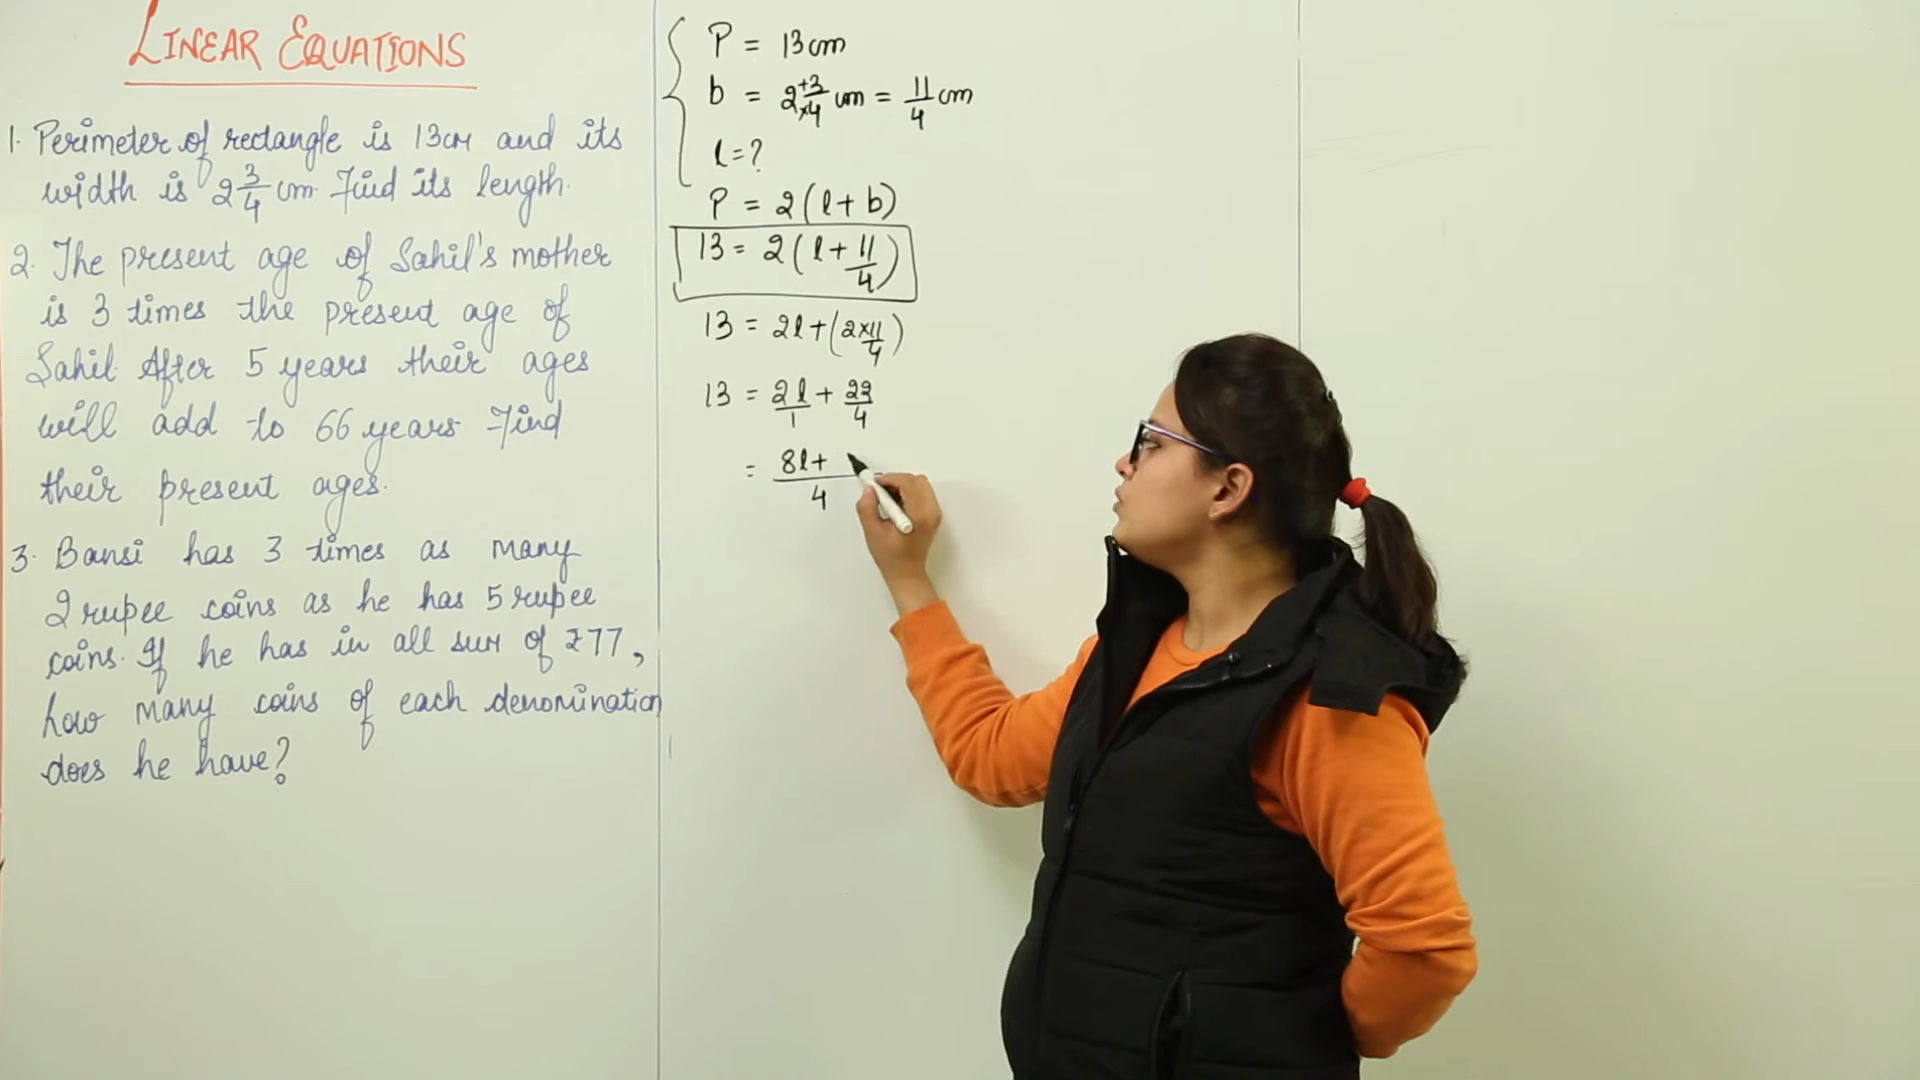 LINEAR EQUATIONS
1. Perimeter of rectangle is 13cm and its
width is 2 3/4 cm. Find its length.
2. The present age of Sahil's mother
is 3 times the present age of
Sahil. After 5 years their ages
will add to 66 years. Find
their present ages.
3. Bansi has 3 times as many
2 rupee coins as he has 5 rupee
coins. If he has in all sum of ₹77,
how many coins of each denomination
does he have?
P = 13cm
b = 2 +3/×4 cm = 11/4 cm
l = ?
P = 2(l + b)
13 = 2(l + 11/4)
13 = 2l + (2×11/4)
13 = 2l/1 + 22/4
= 8l+ /4